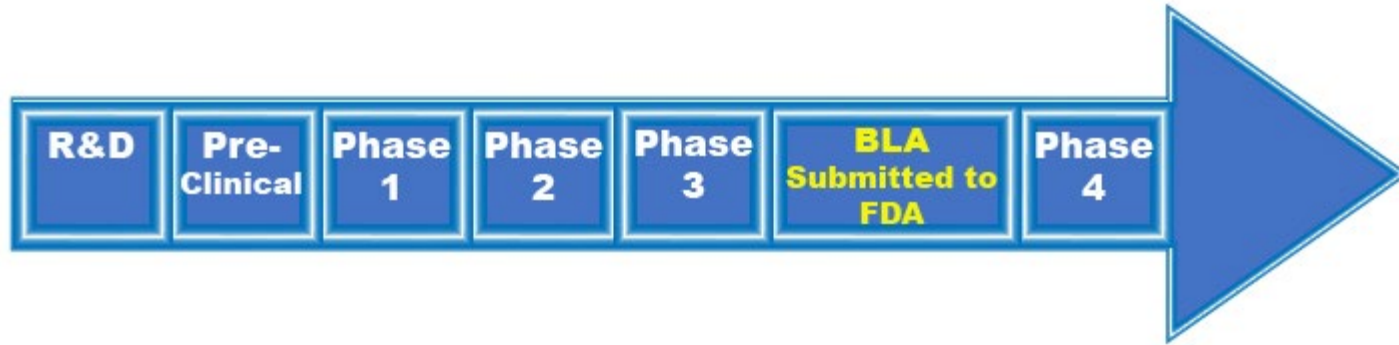 R&D
Pre-
Clinical
Phase
1
Phase
2
Phase
3
BLA
Submitted to
FDA
Phase
4